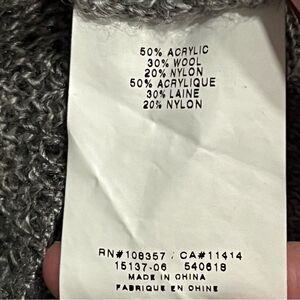 50% ACRYLIC
30% WOOL
20% NYLON
50% ACRYLIQUE
30% LAINE
20% NYLON
RN#108357 / CA#11414
15137-06 540618
MADE IN CHINA
FABRIQUE EN CHINE